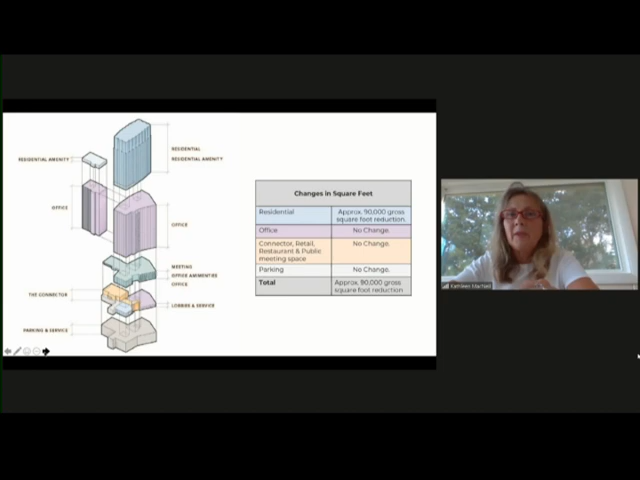 RESIDENTIAL
RESIDENTIAL AMENITY
RESIDENTIAL AMENITY
OFFICE
OFFICE
MEETING
OFFICE AMENITIES
OFFICE
THE CONNECTOR
LOBBIES & SERVICE
PARKING & SERVICE
Changes in Square Feet
Residential
Approx. 90,000 gross
square foot reduction.
Office
No Change.
Connector, Retail,
Restaurant & Public
meeting space
No Change.
Parking
No Change.
Total
Approx. 90,000 gross
square foot reduction
Kathleen